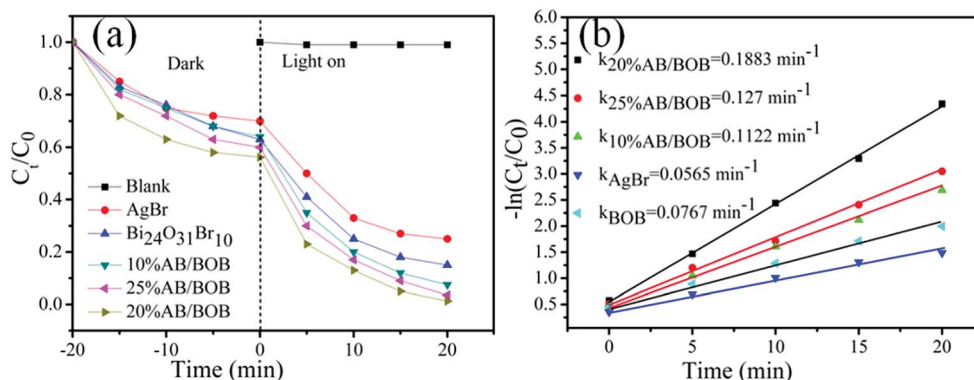 (a)
Dark
Light on
C_t/C_0
1.0
0.8
0.6
0.4
0.2
0.0
Blank
AgBr
Bi₂₄O₃₁Br₁₀
10%AB/BOB
25%AB/BOB
20%AB/BOB
-20
-10
0
10
20
Time (min)
(b)
-ln(C_t/C_0)
-6.0
5.5
5.0
4.5
4.0
3.5
3.0
2.5
2.0
1.5
1.0
0.5
k20%AB/BOB=0.1883 min⁻¹
k25%AB/BOB=0.127 min⁻¹
k10%AB/BOB=0.1122 min⁻¹
kAgBr=0.0565 min⁻¹
kBOB=0.0767 min⁻¹
0
5
10
15
20
Time (min)